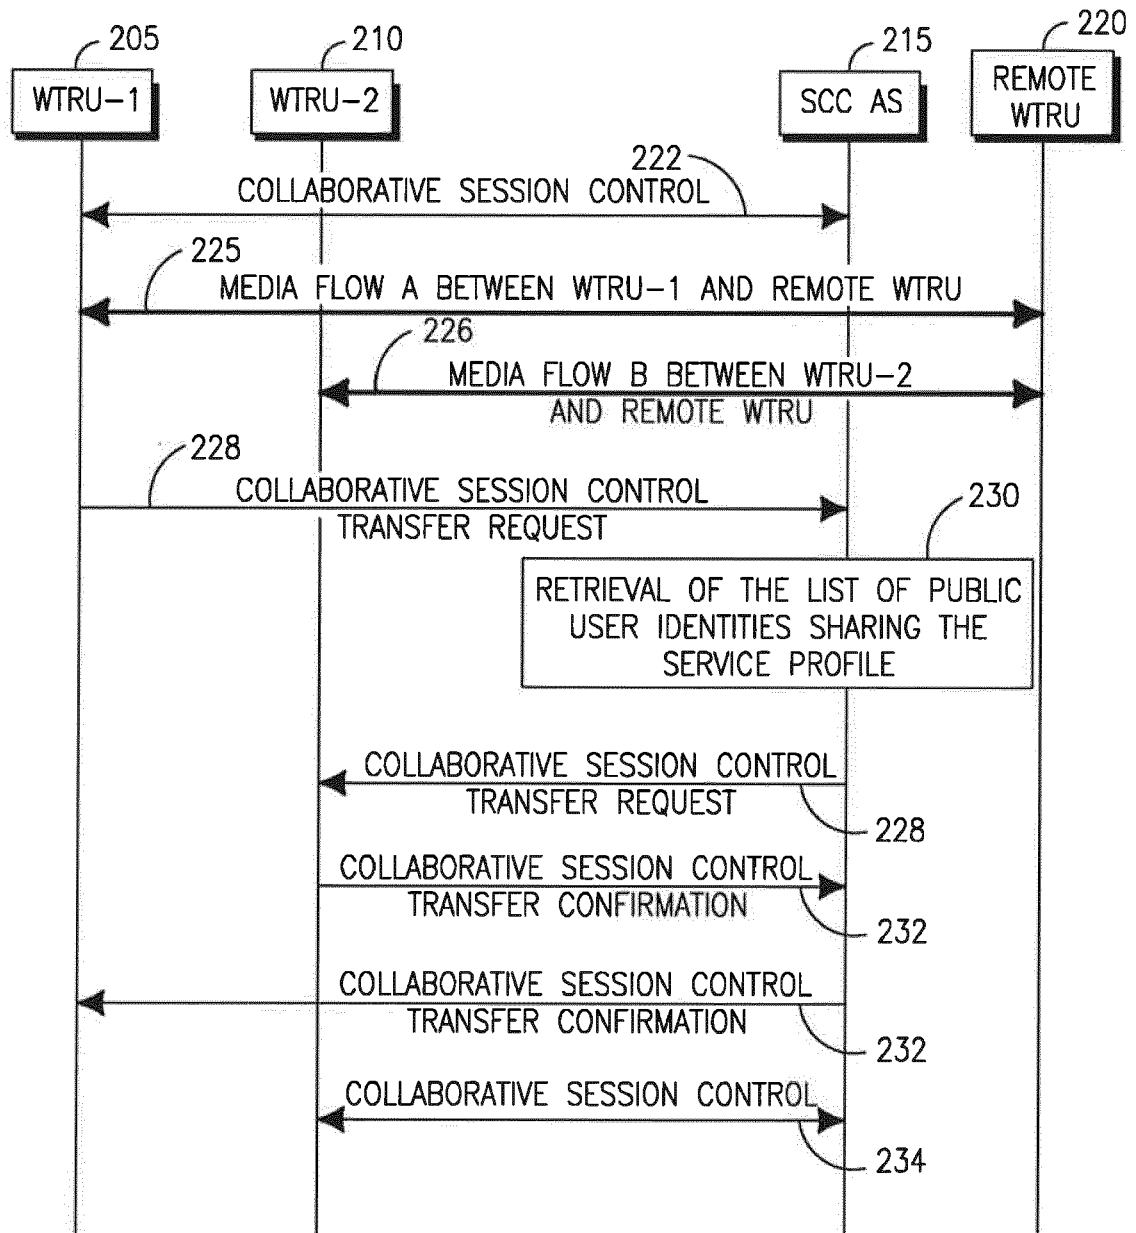 205
210
215
220
WTRU-1
WTRU-2
SCC AS
REMOTE
WTRU
222
COLLABORATIVE SESSION CONTROL
225
MEDIA FLOW A BETWEEN WTRU-1 AND REMOTE WTRU
226
MEDIA FLOW B BETWEEN WTRU-2
AND REMOTE WTRU
228
COLLABORATIVE SESSION CONTROL
TRANSFER REQUEST
230
RETRIEVAL OF THE LIST OF PUBLIC
USER IDENTITIES SHARING THE
SERVICE PROFILE
COLLABORATIVE SESSION CONTROL
TRANSFER REQUEST
228
COLLABORATIVE SESSION CONTROL
TRANSFER CONFIRMATION
232
COLLABORATIVE SESSION CONTROL
TRANSFER CONFIRMATION
232
COLLABORATIVE SESSION CONTROL
234